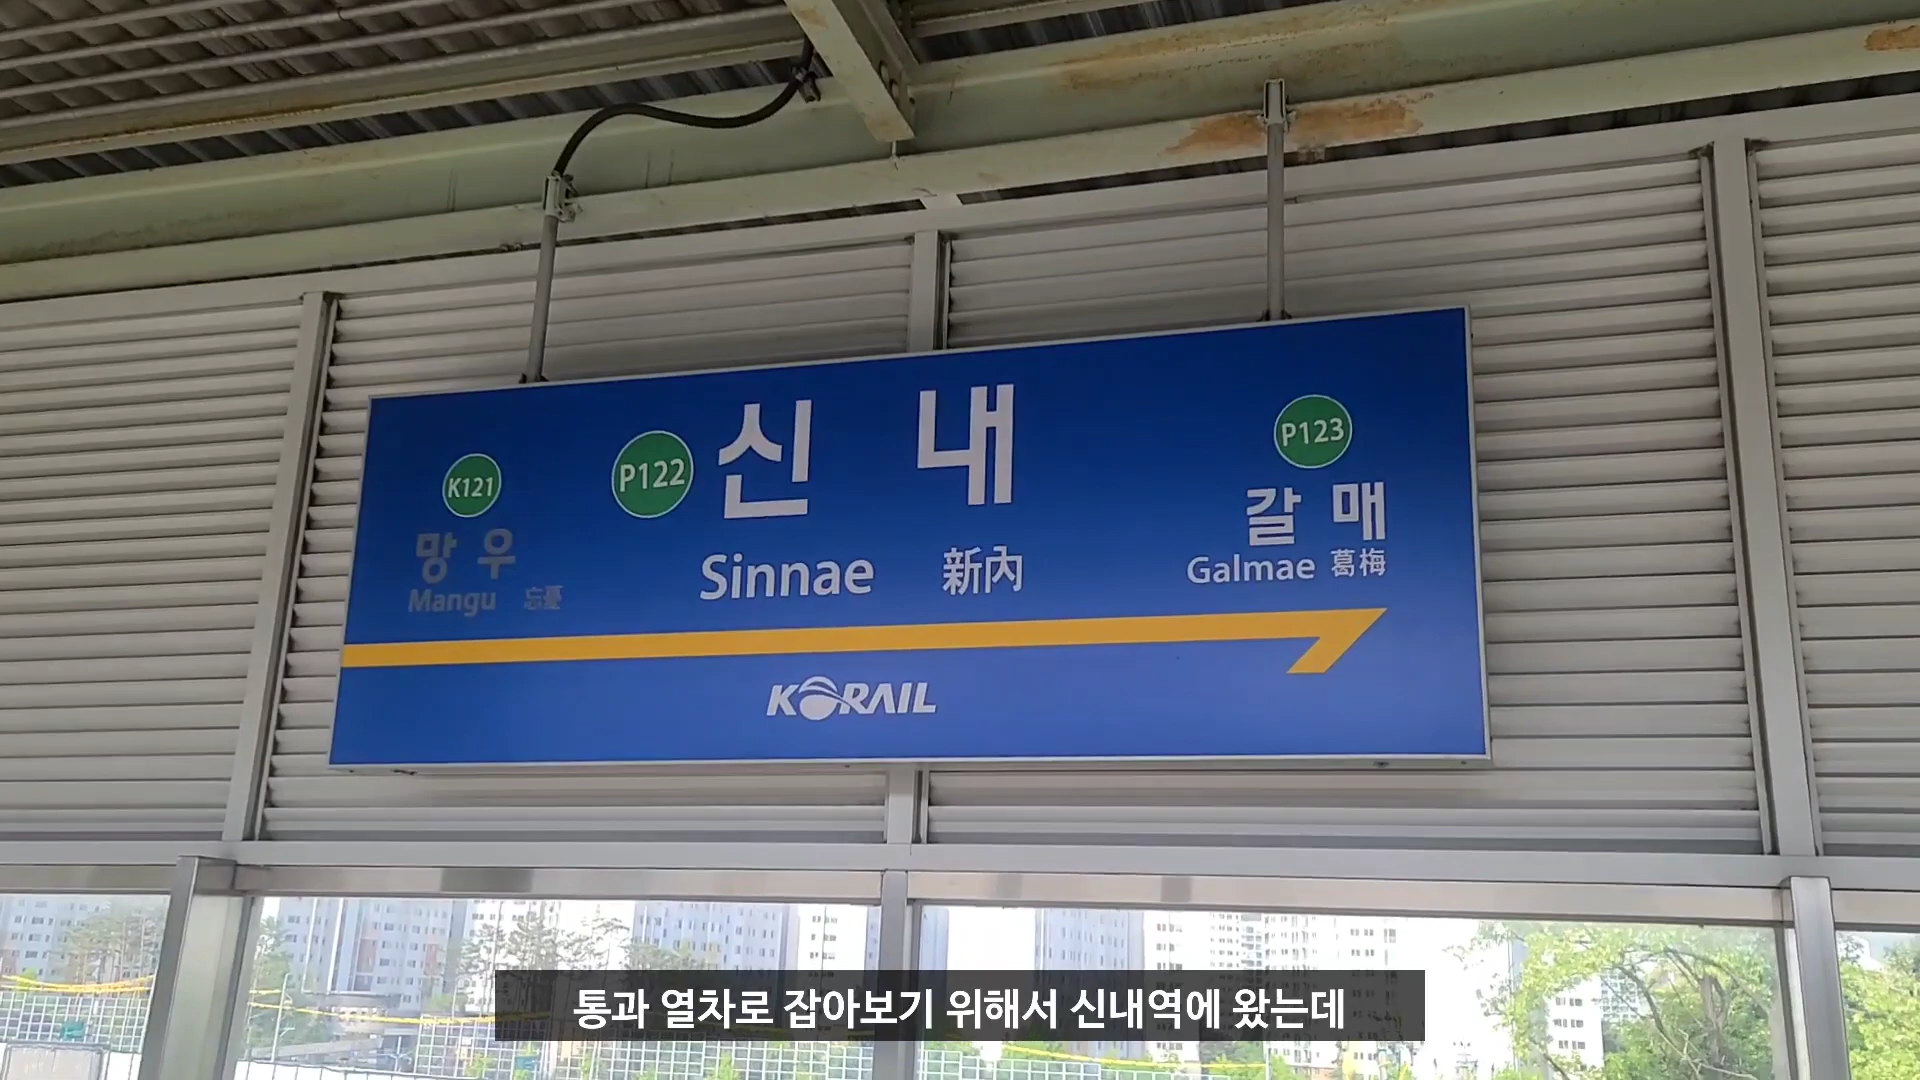 K121
망 우
Mangu 忘憂
P122
신 내
Sinnae 新內
P123
갈 매
Galmae 葛梅
KORAIL
통과 열차로 잡아보기 위해서 신내역에 왔는데